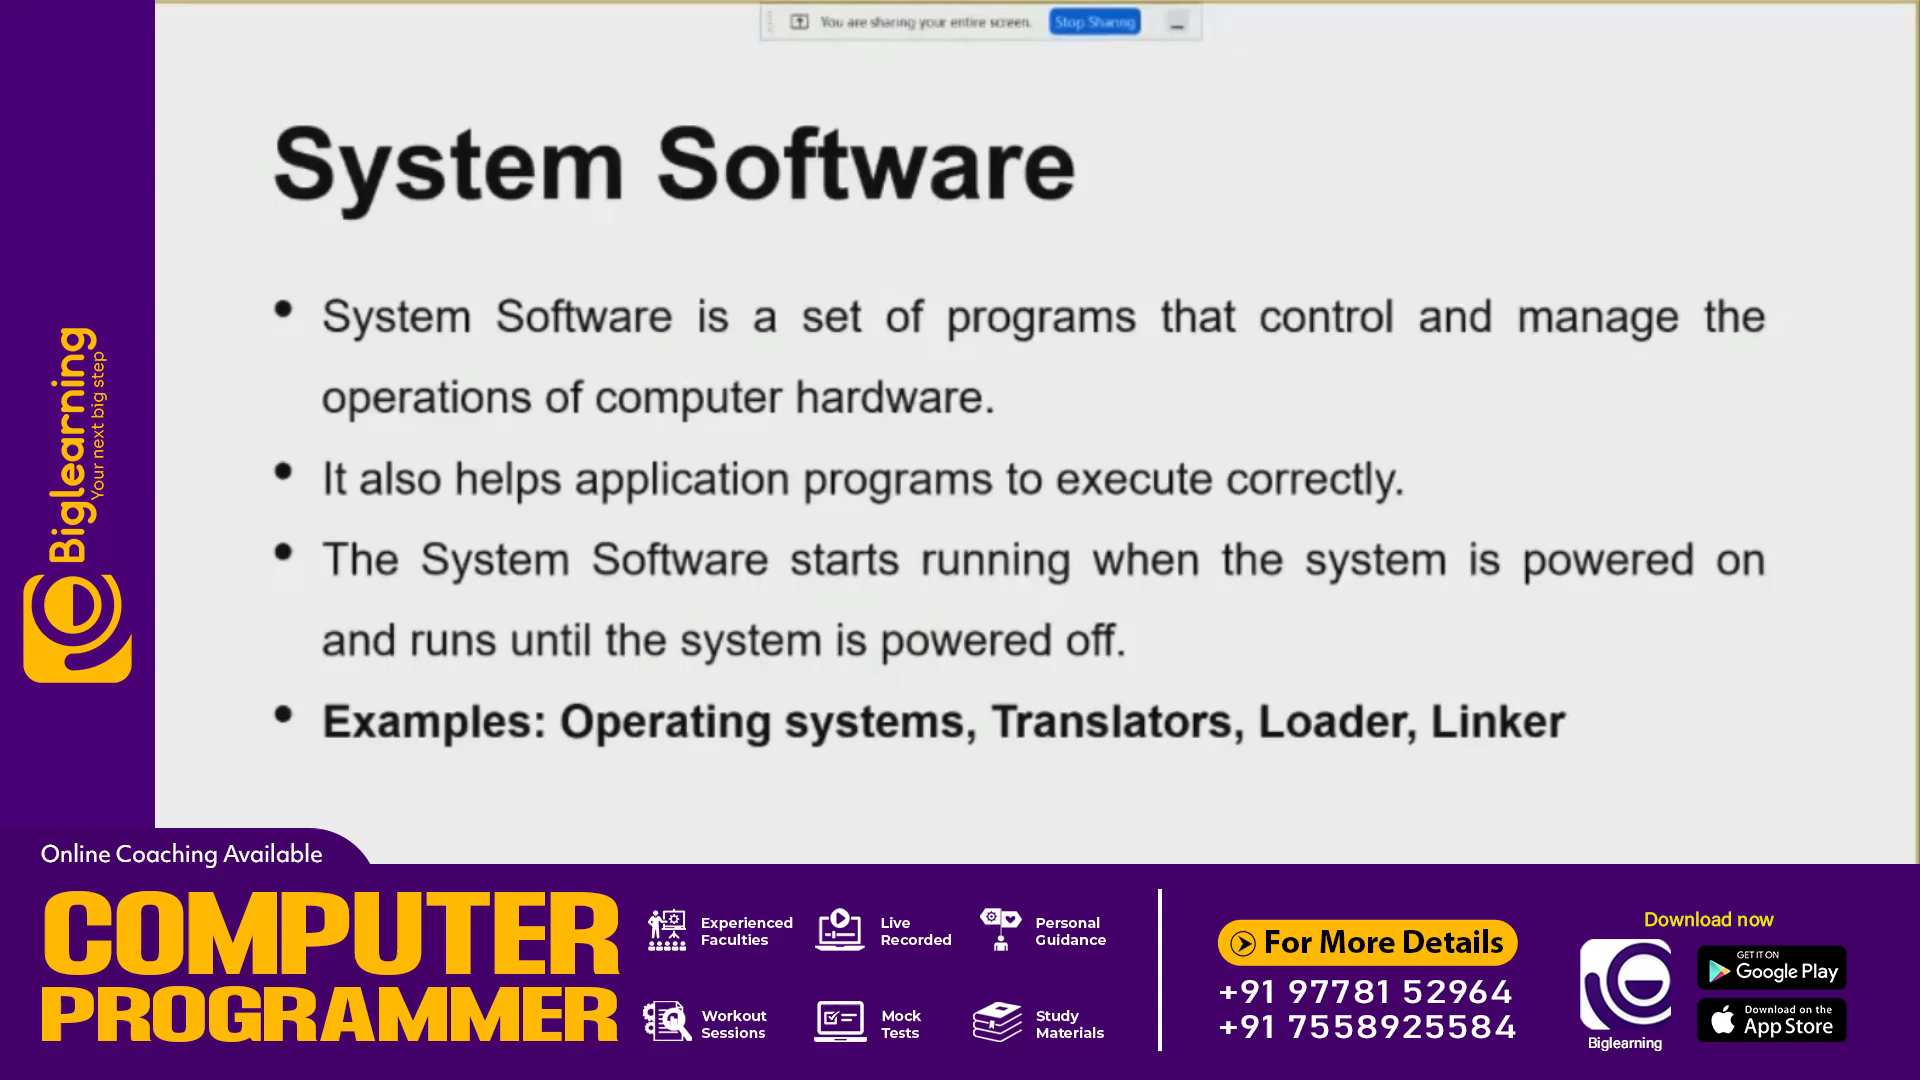 You are sharing your entire screen. Stop Sharing
System Software
• System Software is a set of programs that control and manage the
operations of computer hardware.
• It also helps application programs to execute correctly.
• The System Software starts running when the system is powered on
and runs until the system is powered off.
• Examples: Operating systems, Translators, Loader, Linker
Biglearning
Your next big step
Online Coaching Available
COMPUTER
PROGRAMMER
Experienced
Faculties
Live
Recorded
Personal
Guidance
Workout
Sessions
Mock
Tests
Study
Materials
For More Details
+91 97781 52964
+91 7558925584
Download now
Biglearning
GET IT ON
Google Play
Download on the
App Store